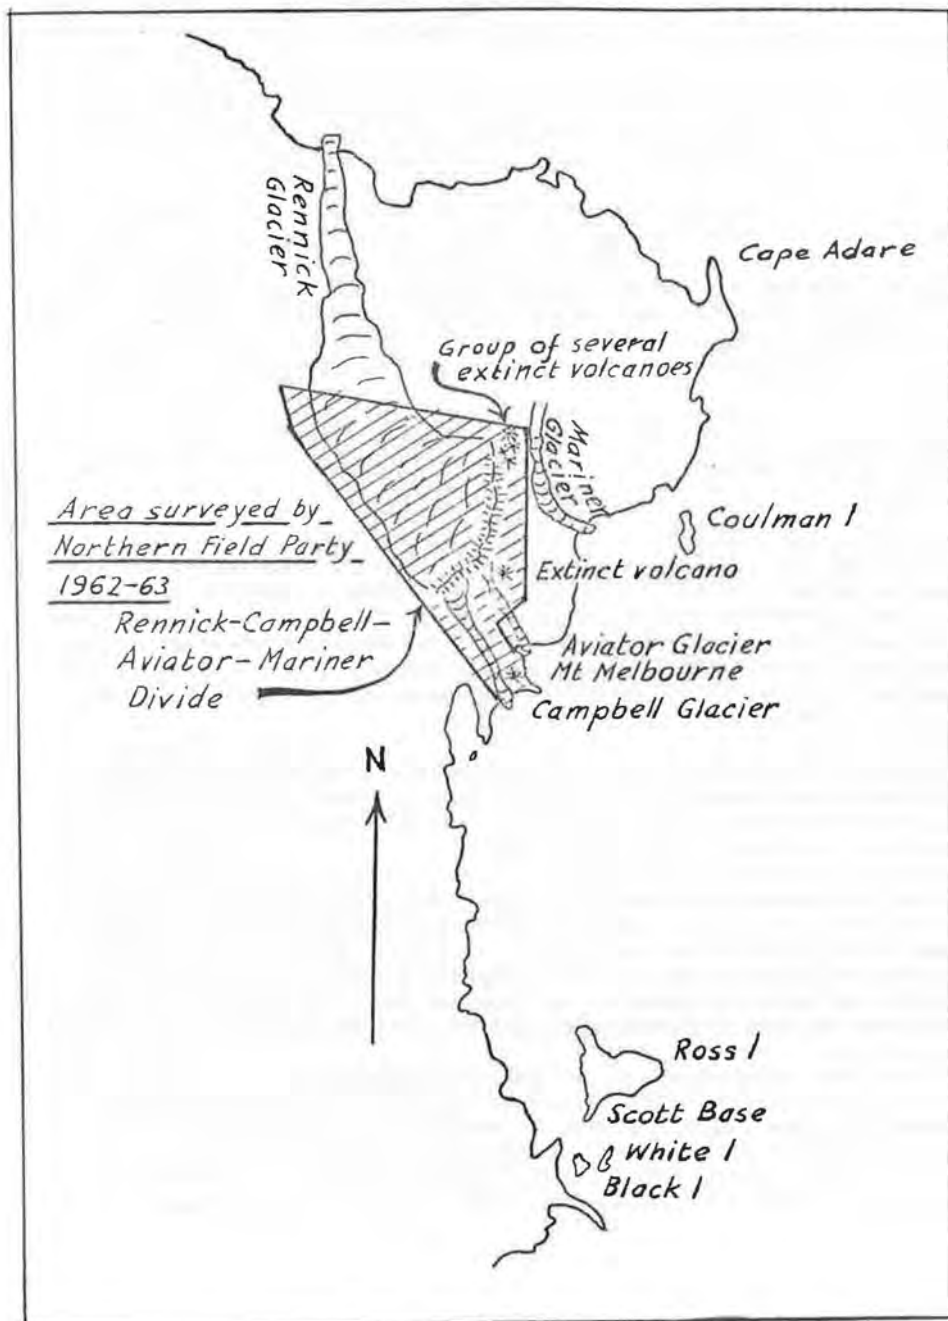 Rennick
Glacier
Cape Adare
Group of several
extinct volcanoes
Mariner
Glacier
Coulman I
Area surveyed by
Northern Field Party
1962-63
Extinct volcano
Rennick-Campbell-
Aviator-Mariner
Divide
Aviator Glacier
Mt Melbourne
Campbell Glacier
N
Ross I
Scott Base
White I
Black I